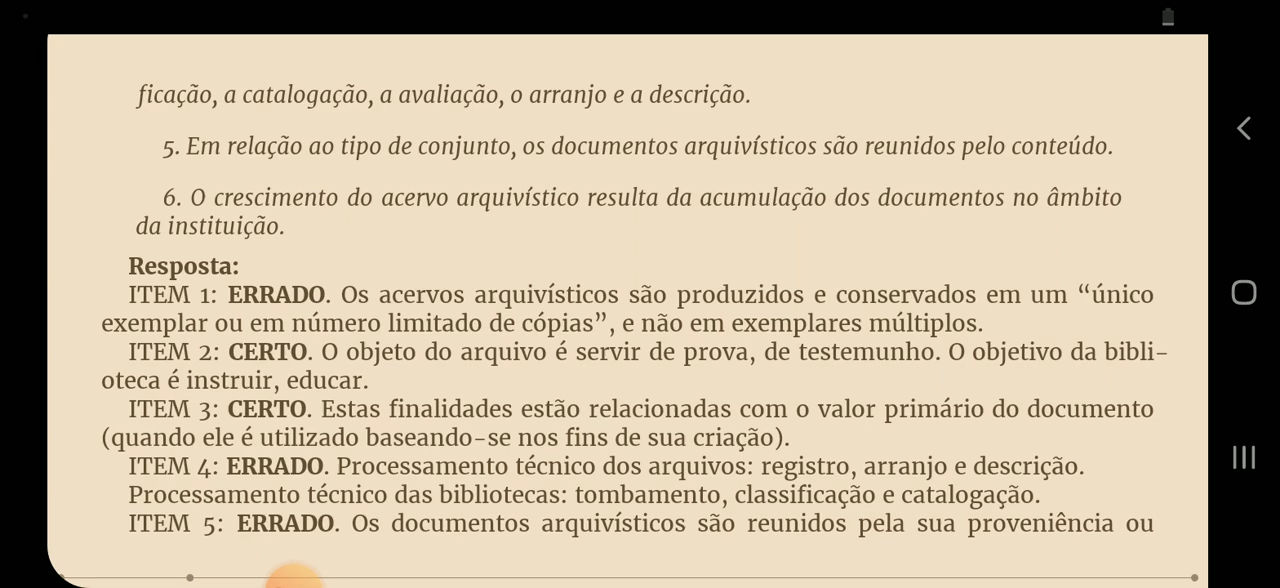 ficação, a catalogação, a avaliação, o arranjo e a descrição.
5. Em relação ao tipo de conjunto, os documentos arquivísticos são reunidos pelo conteúdo.
6. O crescimento do acervo arquivístico resulta da acumulação dos documentos no âmbito
da instituição.
Resposta:
ITEM 1: ERRADO. Os acervos arquivísticos são produzidos e conservados em um “único
exemplar ou em número limitado de cópias”, e não em exemplares múltiplos.
ITEM 2: CERTO. O objeto do arquivo é servir de prova, de testemunho. O objetivo da bibli-
oteca é instruir, educar.
ITEM 3: CERTO. Estas finalidades estão relacionadas com o valor primário do documento
(quando ele é utilizado baseando-se nos fins de sua criação).
ITEM 4: ERRADO. Processamento técnico dos arquivos: registro, arranjo e descrição.
Processamento técnico das bibliotecas: tombamento, classificação e catalogação.
ITEM 5: ERRADO. Os documentos arquivísticos são reunidos pela sua proveniência ou